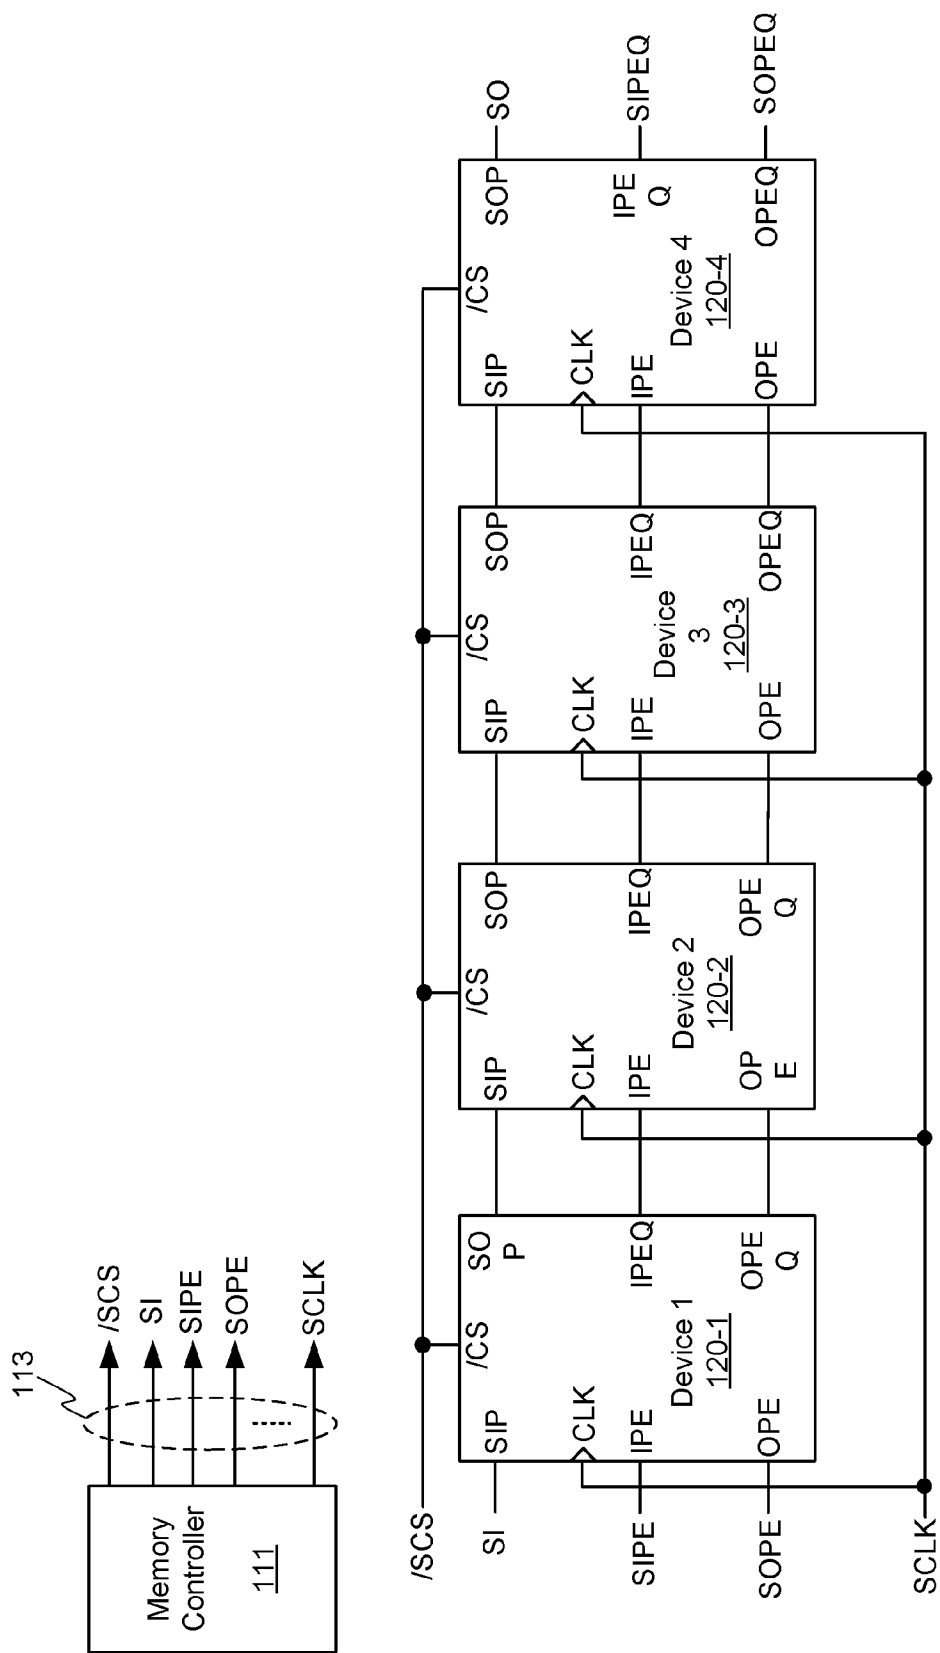 113
Memory
Controller
111
/SCS
SI
SIPE
SOPE
SCLK
/SCS
SI
SIPE
SOPE
SCLK
SIP
/CS
SO
P
CLK
IPE
IPEQ
Device 1
120-1
OPE
OPE
Q
SIP
/CS
SOP
CLK
IPE
IPEQ
Device 2
120-2
OP
E
OPE
Q
SIP
/CS
SOP
CLK
IPE
IPEQ
Device
3
120-3
OPE
OPEQ
SIP
/CS
SOP
CLK
IPE
IPE
Q
Device 4
120-4
OPE
OPEQ
SO
SIPEQ
SOPEQ